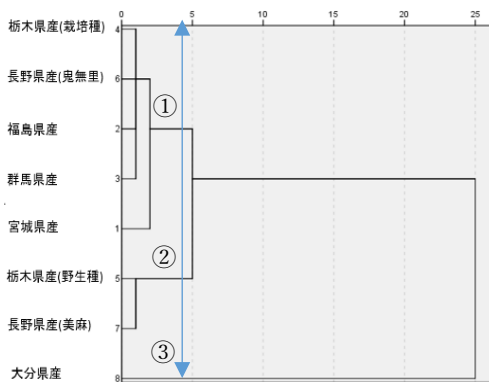 0 5 10 15 20 25
栃木県産(栽培種) 4
長野県産(鬼無里) 6
①
福島県産 2
群馬県産 3
宮城県産 1
②
栃木県産(野生種) 5
長野県産(美麻) 7
③
大分県産 8